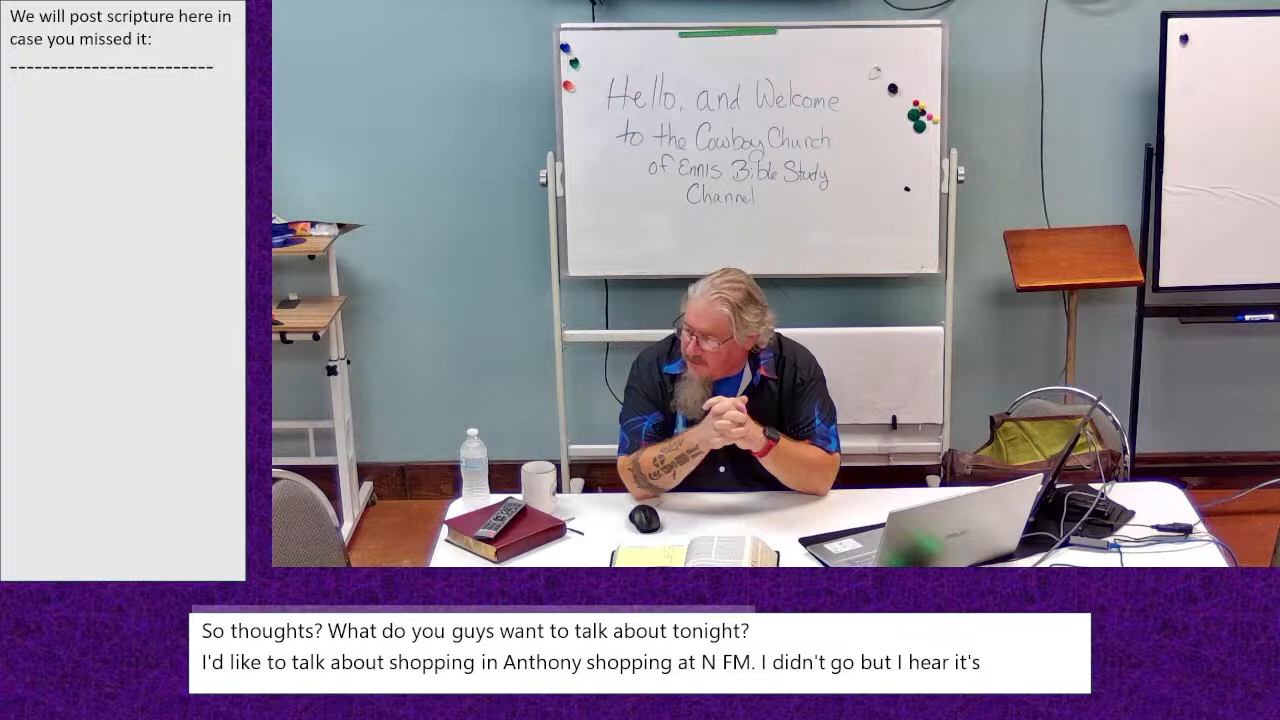 We will post scripture here in
case you missed it:
-------------------------
Hello, and Welcome
to the Cowboy Church
of Ennis Bible Study
Channel
So thoughts? What do you guys want to talk about tonight?
I'd like to talk about shopping in Anthony shopping at N FM. I didn't go but I hear it's